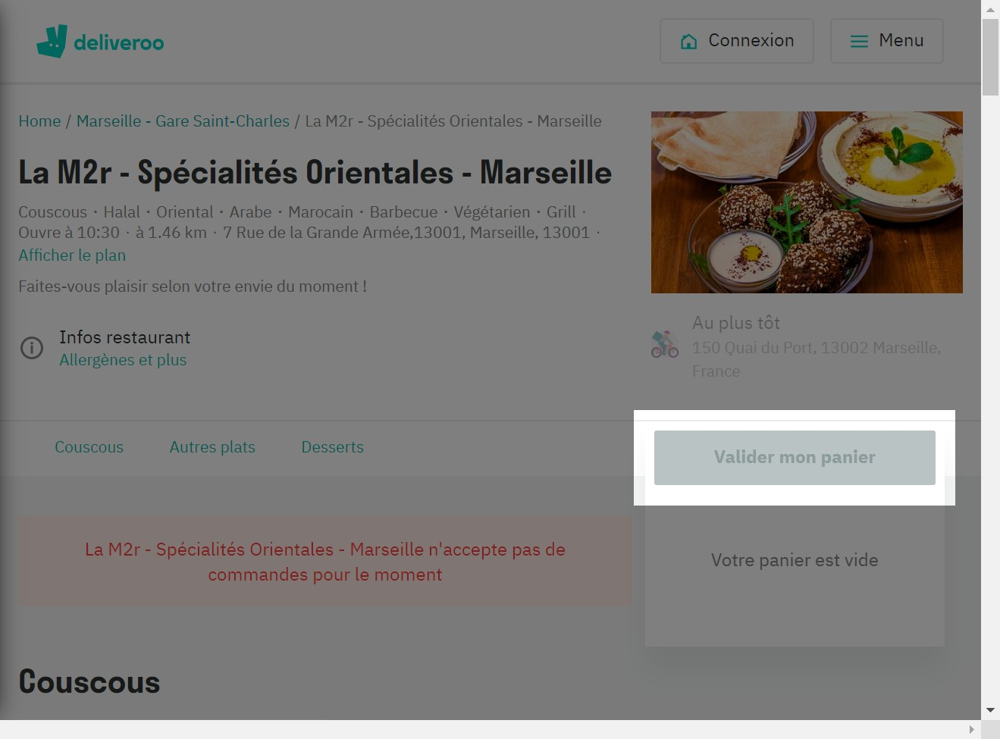 deliveroo
Connexion
Menu
Home / Marseille - Gare Saint-Charles / La M2r - Spécialités Orientales - Marseille
La M2r - Spécialités Orientales - Marseille
Couscous · Halal · Oriental · Arabe · Marocain · Barbecue · Végétarien · Grill ·
Ouvre à 10:30 · à 1.46 km · 7 Rue de la Grande Armée,13001, Marseille, 13001 ·
Afficher le plan
Faites-vous plaisir selon votre envie du moment !
Infos restaurant
Allergènes et plus
Au plus tôt
150 Quai du Port, 13002 Marseille,
France
Couscous
Autres plats
Desserts
Valider mon panier
La M2r - Spécialités Orientales - Marseille n'accepte pas de
commandes pour le moment
Votre panier est vide
Couscous